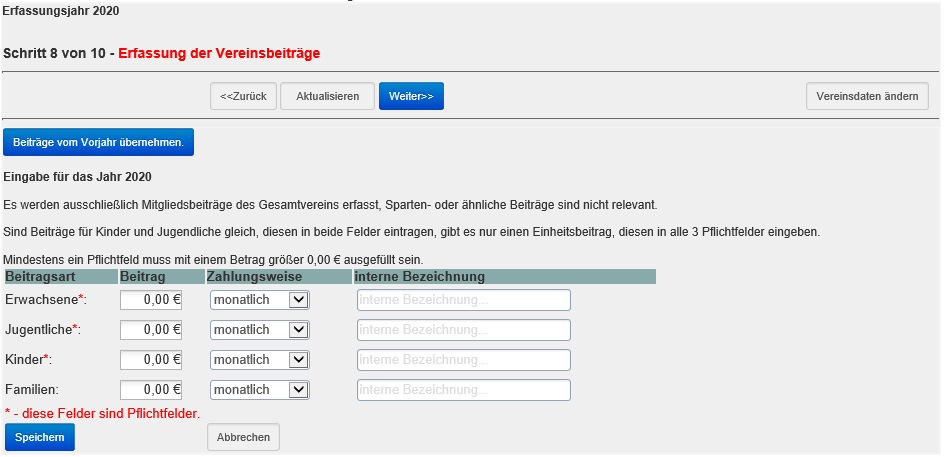 Erfassungsjahr 2020
Schritt 8 von 10 - Erfassung der Vereinsbeiträge
<<Zurück Aktualisieren Weiter>> Vereinsdaten ändern
Beiträge vom Vorjahr übernehmen.
Eingabe für das Jahr 2020
Es werden ausschließlich Mitgliedsbeiträge des Gesamtvereins erfasst, Sparten- oder ähnliche Beiträge sind nicht relevant.
Sind Beiträge für Kinder und Jugendliche gleich, diesen in beide Felder eintragen, gibt es nur einen Einheitsbeitrag, diesen in alle 3 Pflichtfelder eingeben.
Mindestens ein Pflichtfeld muss mit einem Betrag größer 0,00 € ausgefüllt sein.
Beitragsart Beitrag Zahlungsweise interne Bezeichnung
Erwachsene*: 0,00 € monatlich interne Bezeichnung...
Jugentliche*: 0,00 € monatlich interne Bezeichnung...
Kinder*: 0,00 € monatlich interne Bezeichnung...
Familien: 0,00 € monatlich interne Bezeichnung...
* - diese Felder sind Pflichtfelder.
Speichern Abbrechen